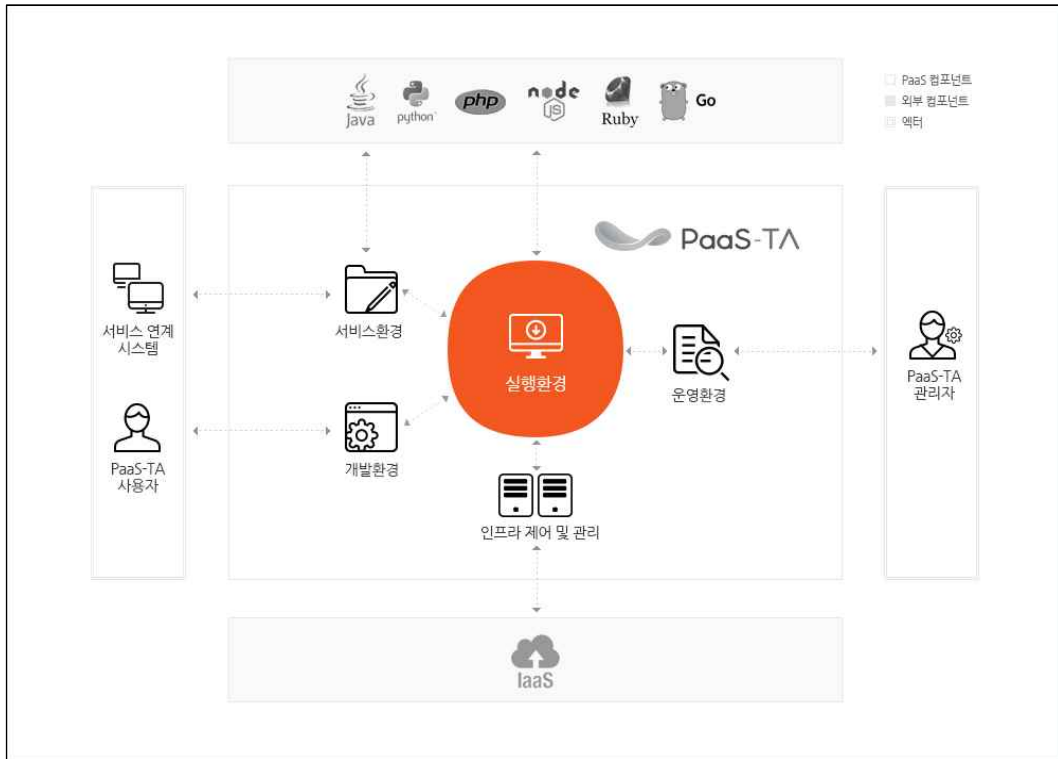 Java
python
php
node
JS
Ruby
Go
PaaS 컴포넌트
외부 컴포넌트
액터
PaaS-TA
서비스 연계
시스템
서비스환경
실행환경
운영환경
PaaS-TA
관리자
PaaS-TA
사용자
개발환경
인프라 제어 및 관리
IaaS